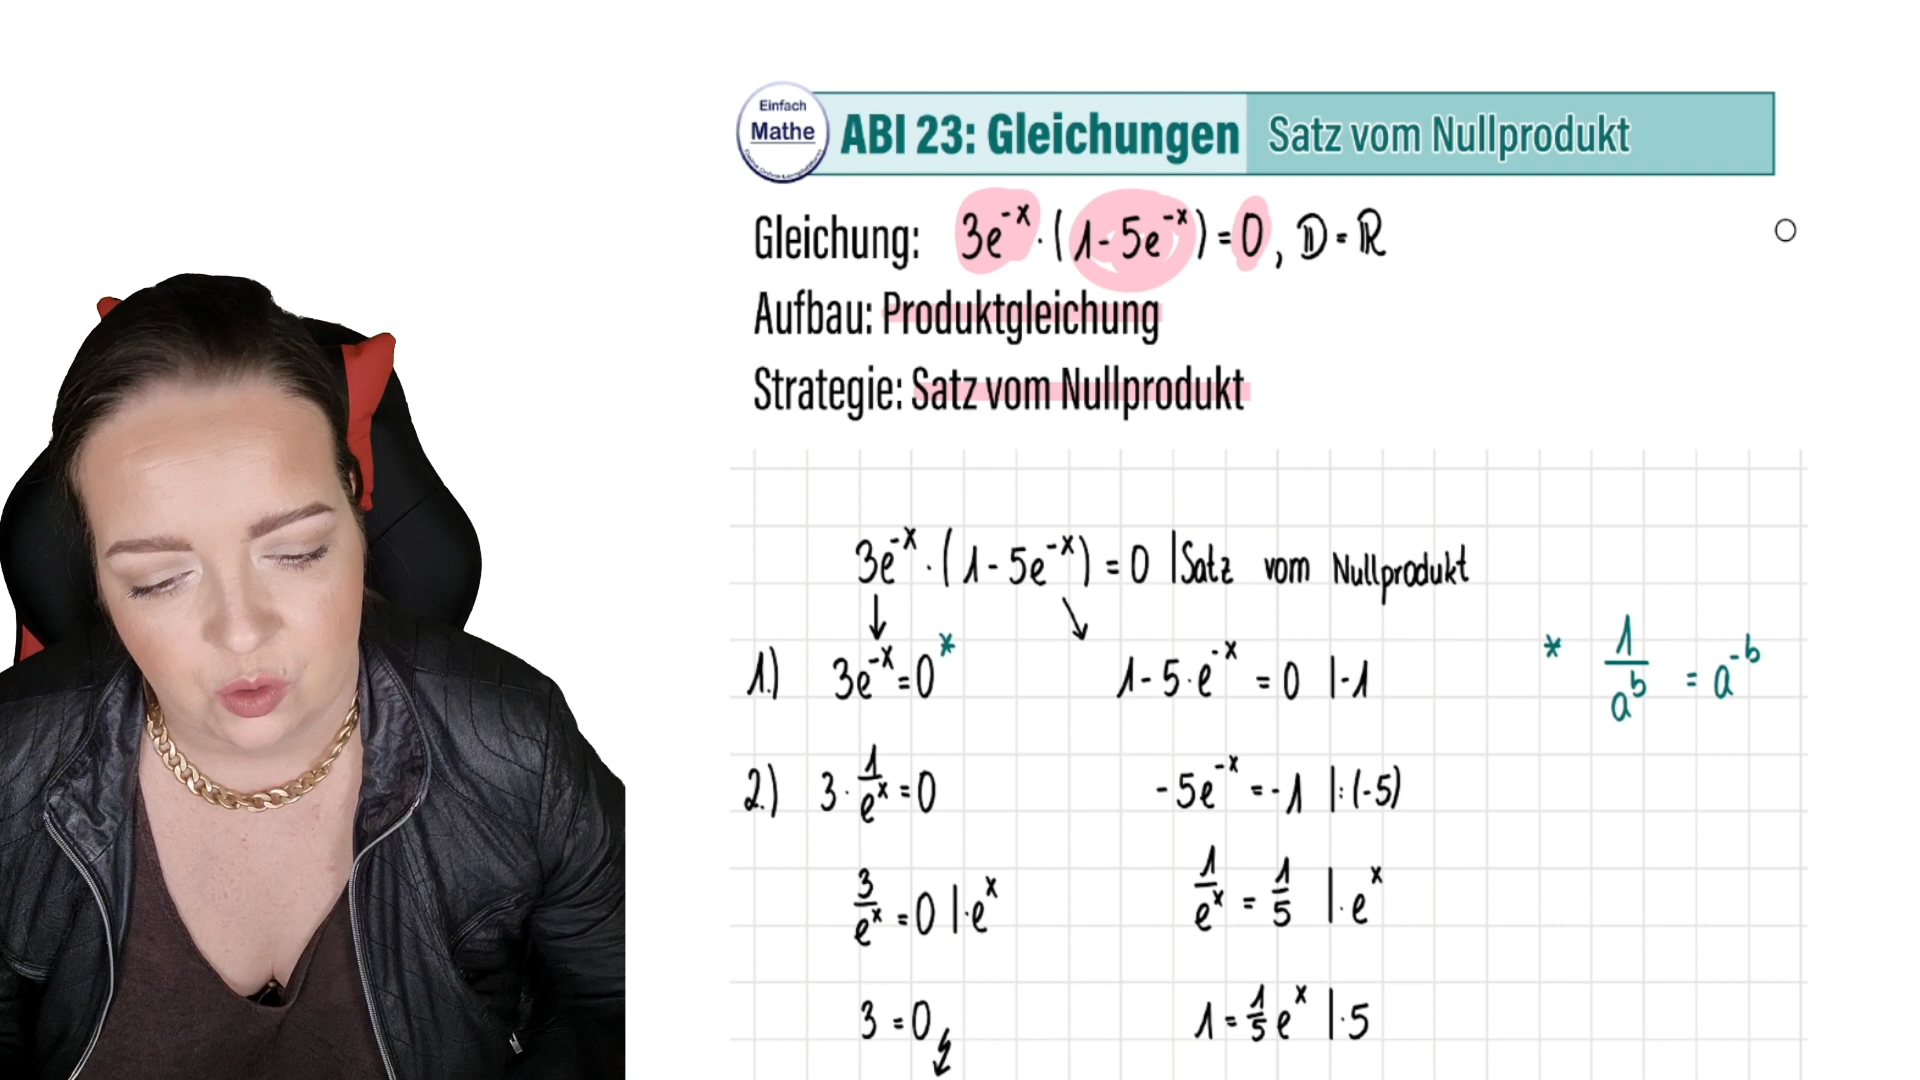 Einfach
Mathe
ABI 23: Gleichungen Satz vom Nullprodukt
Gleichung: 3e^-x · (1 - 5e^-x) = 0, 𝔻 = ℝ
Aufbau: Produktgleichung
Strategie: Satz vom Nullprodukt
3e^-x · (1 - 5e^-x) = 0 | Satz vom Nullprodukt
↓ ↘
1.) 3e^-x = 0 * 1 - 5 · e^-x = 0 | -1 * 1/a^b = a^-b
2.) 3 · 1/e^x = 0 -5e^-x = -1 | : (-5)
3/e^x = 0 | · e^x 1/e^x = 1/5 | · e^x
3 = 0 ↯ 1 = 1/5 e^x | · 5